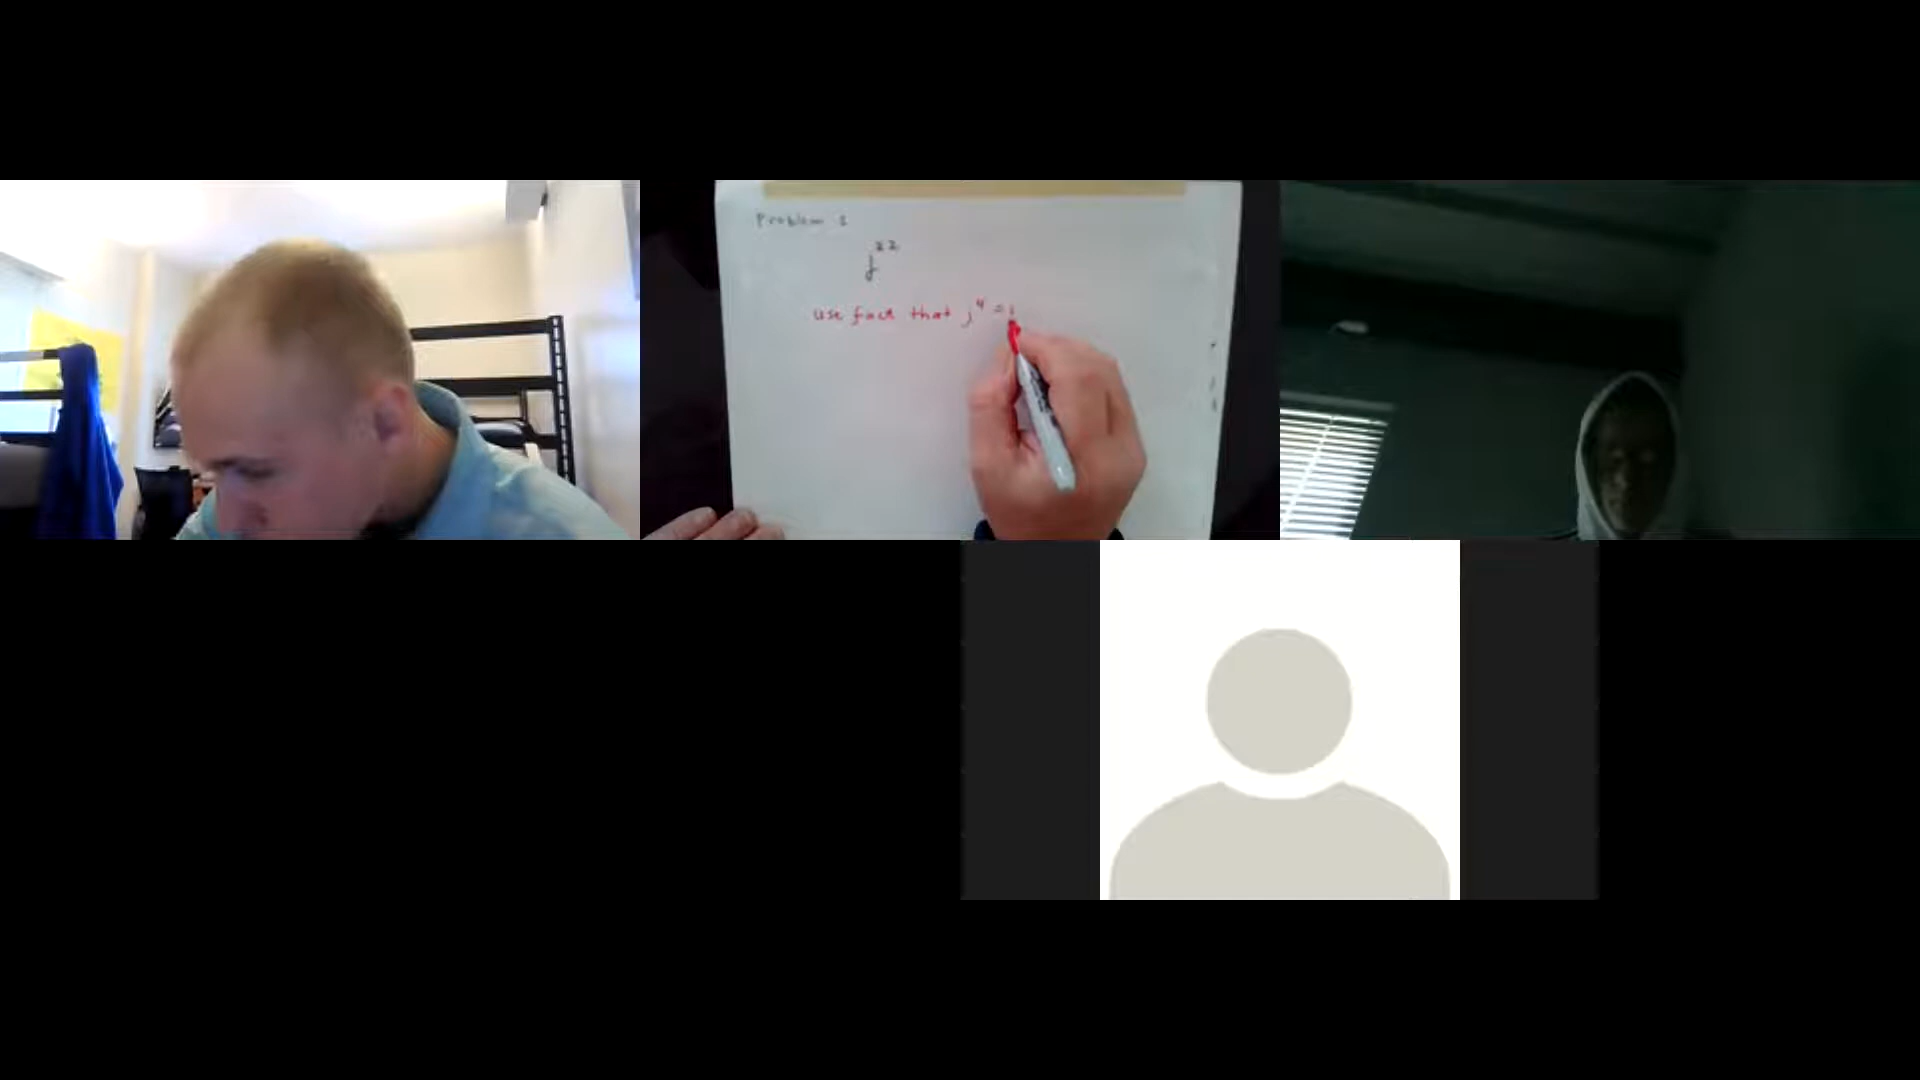 Problem 1
j²²
use fact that j⁴ = 1